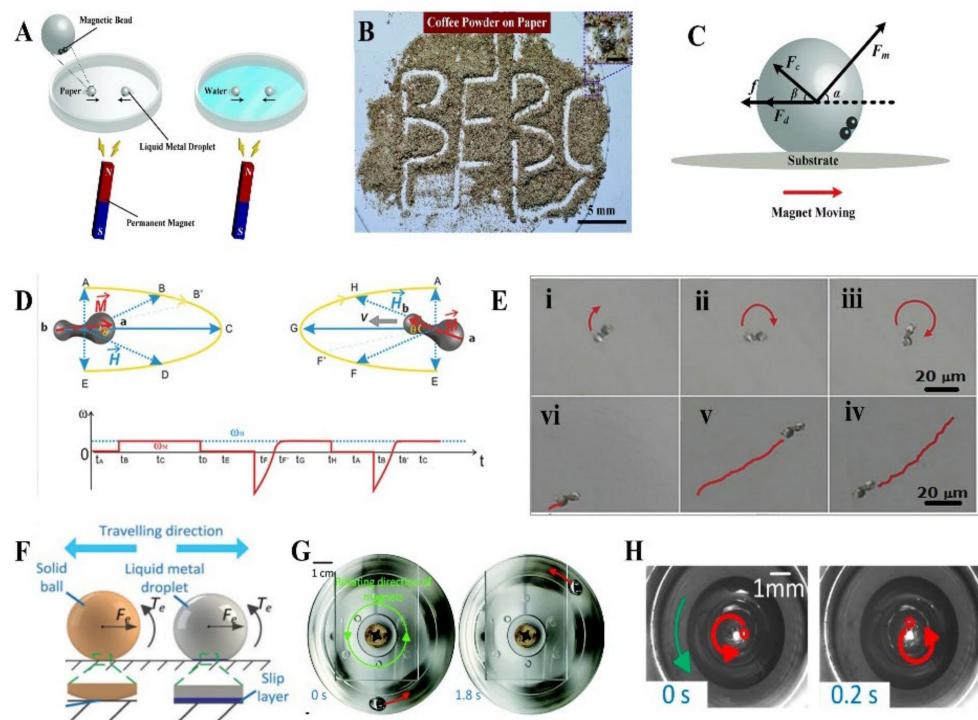 A
Magnetic Bead
Paper
Water
Liquid Metal Droplet
N
N
Permanent Magnet
S
S
B
Coffee Powder on Paper
BEBC
5 mm
C
F_c
F_m
f
β
α
F_d
Substrate
Magnet Moving
D
A
B
B'
M
b
a
θ
C
H
E
D
A
H
H
b
v
G
θ
M
a
F'
F
E
ω
ω_H
ω_M
0
t_A t_B t_C t_D t_E t_F t_F' t_G t_H t_A t_B t_B' t_C
t
E
i
ii
iii
20 μm
vi
v
iv
20 μm
F
Travelling direction
Solid
ball
Liquid metal
droplet
F_e
T_e
F_e
T_e
Slip
layer
G
1 cm
Rotating direction of
magnets
0 s
1.8 s
H
1mm
0 s
0.2 s